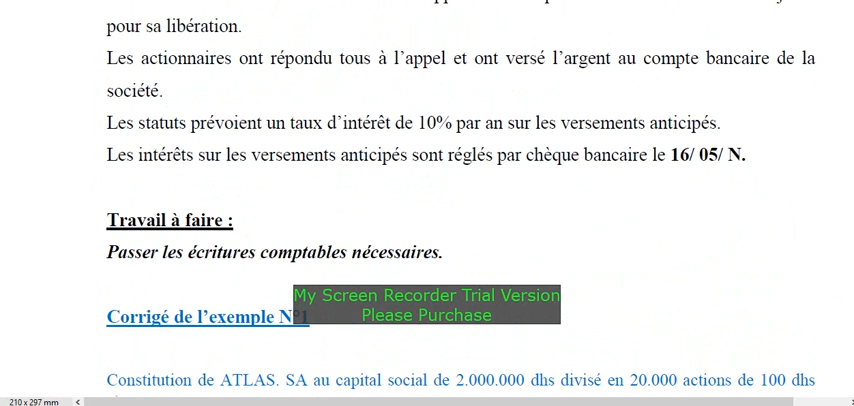 pour sa libération.
Les actionnaires ont répondu tous à l’appel et ont versé l’argent au compte bancaire de la
société.
Les statuts prévoient un taux d’intérêt de 10% par an sur les versements anticipés.
Les intérêts sur les versements anticipés sont réglés par chèque bancaire le 16/ 05/ N.
Travail à faire :
Passer les écritures comptables nécessaires.
My Screen Recorder Trial Version
Please Purchase
Corrigé de l’exemple N°1
Constitution de ATLAS. SA au capital social de 2.000.000 dhs divisé en 20.000 actions de 100 dhs
210 x 297 mm